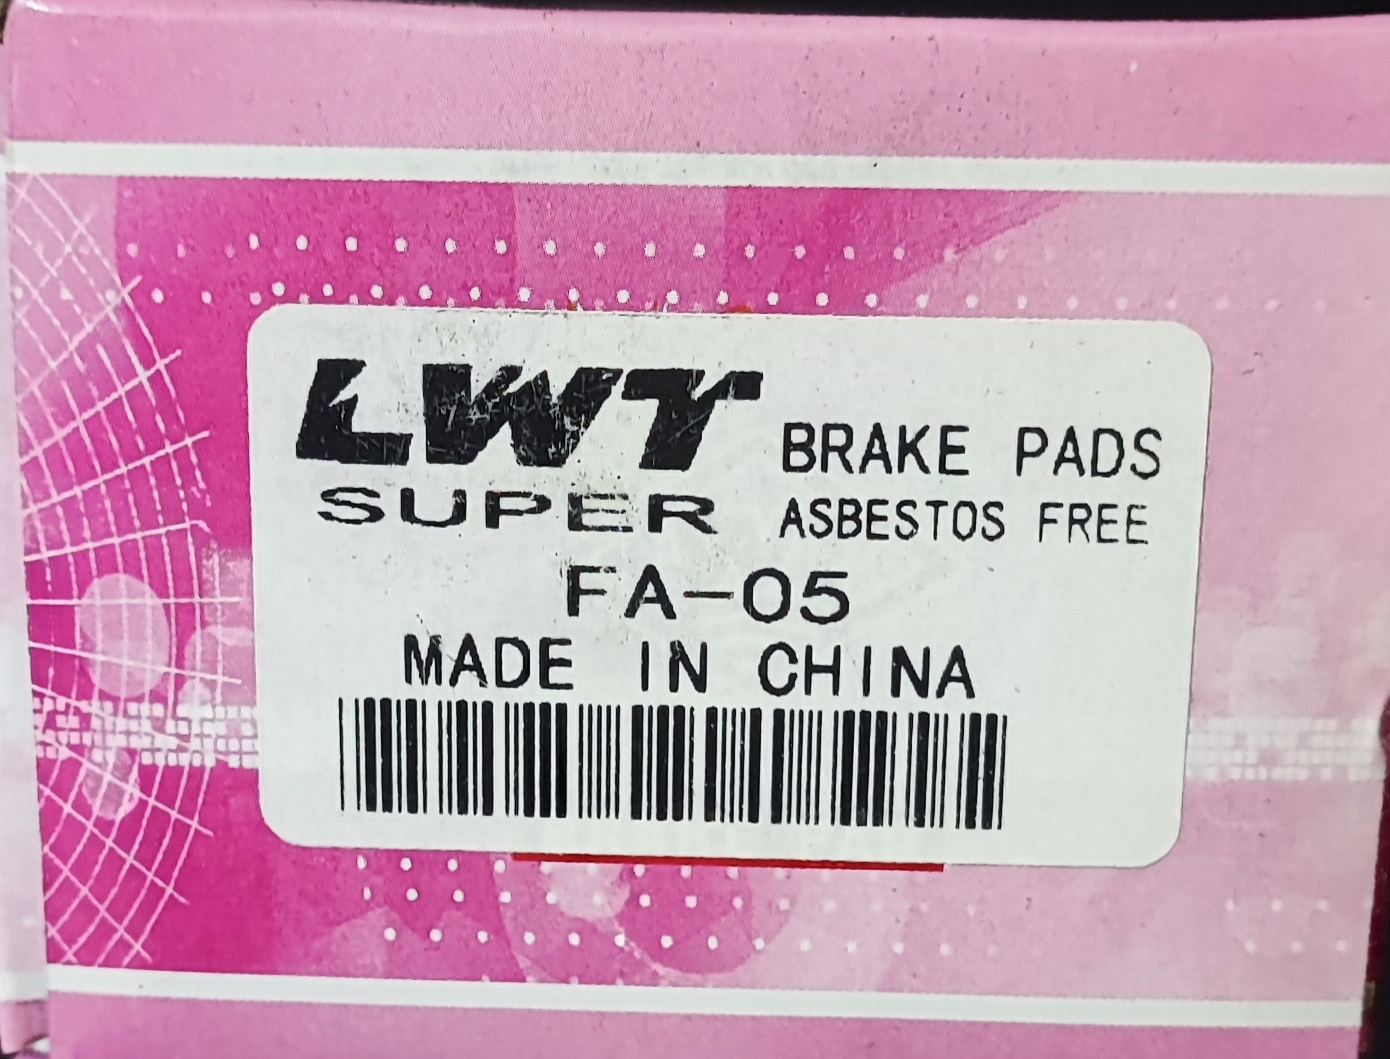 LWT BRAKE PADS
SUPER ASBESTOS FREE
FA-05
MADE IN CHINA